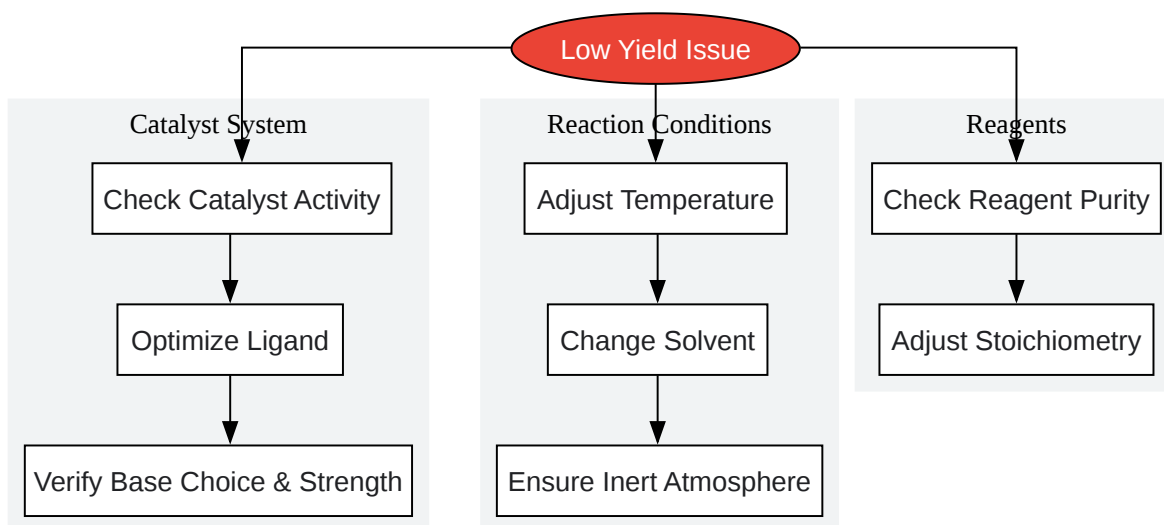 Low Yield Issue
Catalyst System
Check Catalyst Activity
Optimize Ligand
Verify Base Choice & Strength
Reaction Conditions
Adjust Temperature
Change Solvent
Ensure Inert Atmosphere
Reagents
Check Reagent Purity
Adjust Stoichiometry